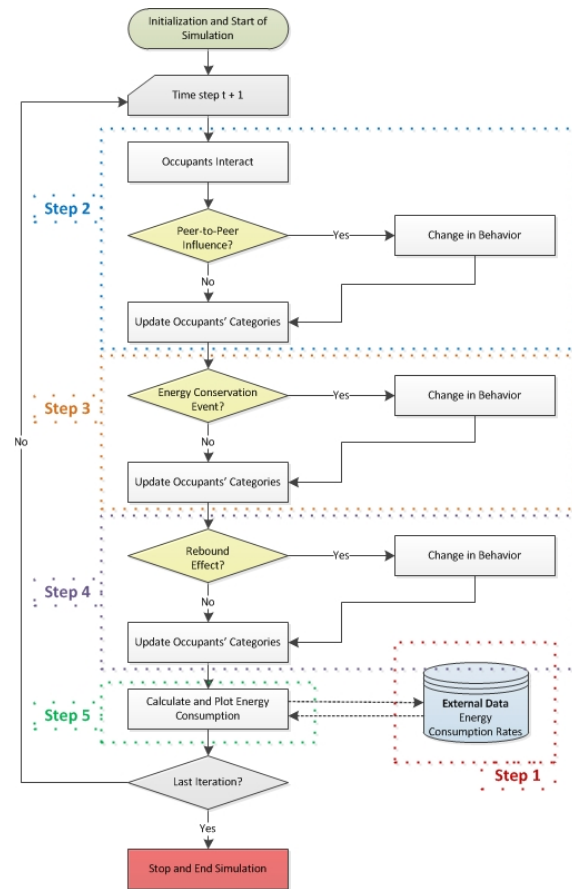 Initialization and Start of
Simulation
Time step t + 1
Occupants Interact
Step 2
Peer-to-Peer
Influence?
Yes
Change in Behavior
No
Update Occupants' Categories
Energy Conservation
Event?
Yes
Change in Behavior
Step 3
No
No
Update Occupants' Categories
Rebound
Effect?
Yes
Change in Behavior
Step 4
No
Update Occupants' Categories
Calculate and Plot Energy
Consumption
Step 5
External Data
Energy
Consumption Rates
Step 1
Last Iteration?
Yes
Stop and End Simulation